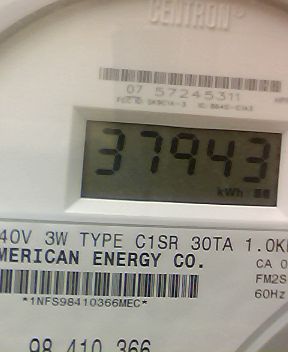 CENTRON®
07 57245311
37943
kWh
40V 3W TYPE C1SR 30TA 1.0K
MERICAN ENERGY CO.
CA 0
FM2S
60Hz
*1NFS98410366MEC*
98 410 366